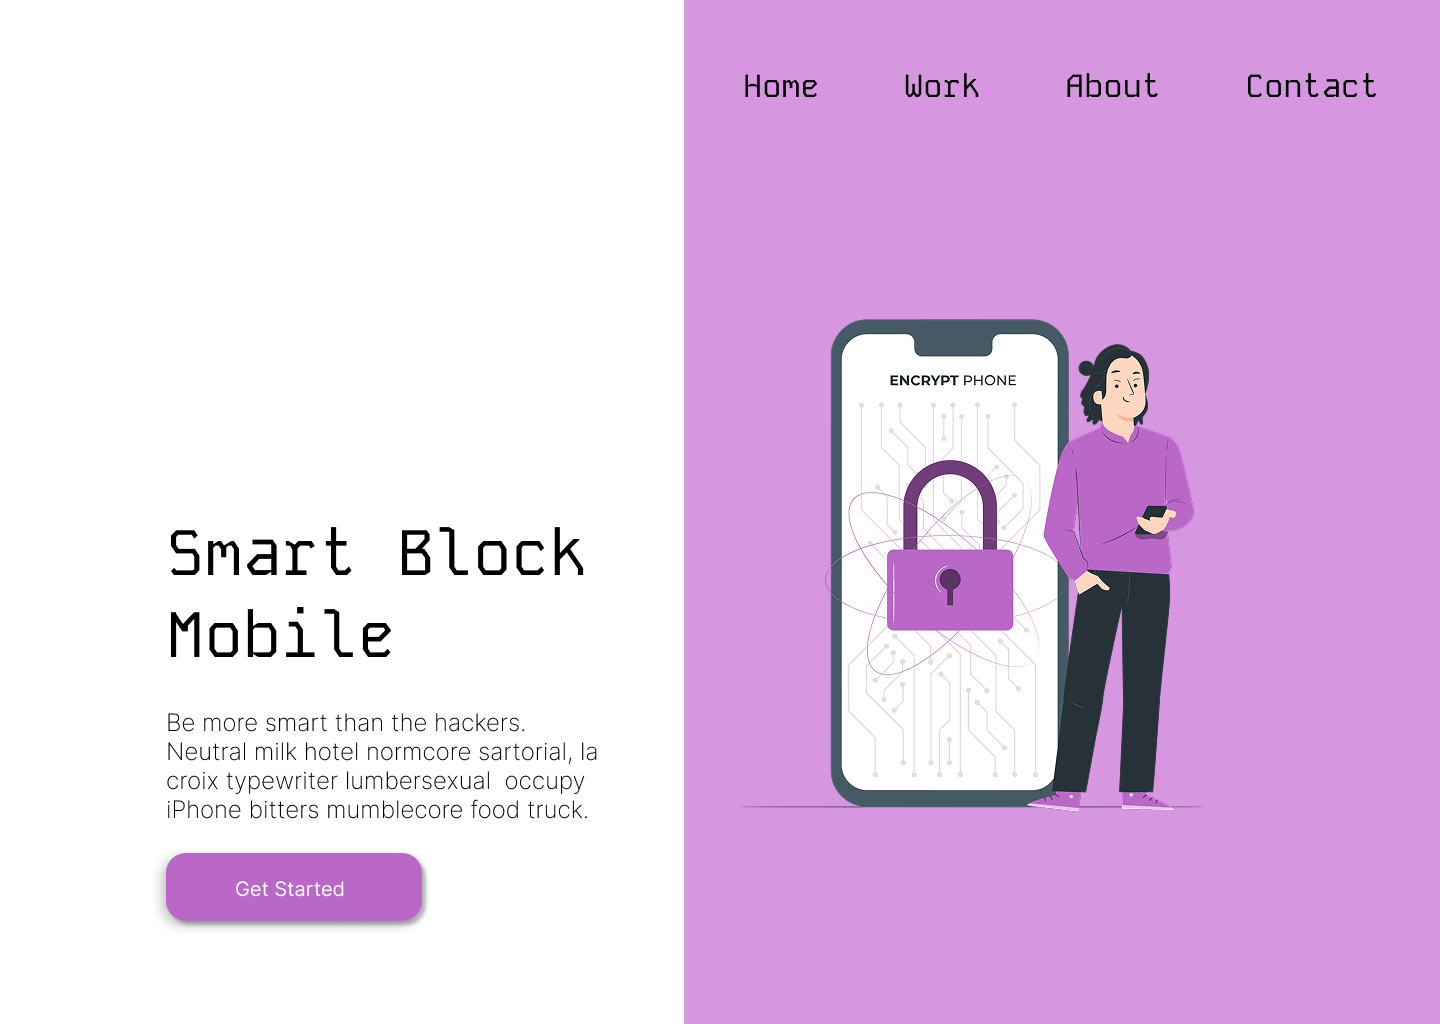 Home Work About Contact
ENCRYPT PHONE
Smart Block
Mobile
Be more smart than the hackers.
Neutral milk hotel normcore sartorial, la
croix typewriter lumbersexual  occupy
iPhone bitters mumblecore food truck.
Get Started